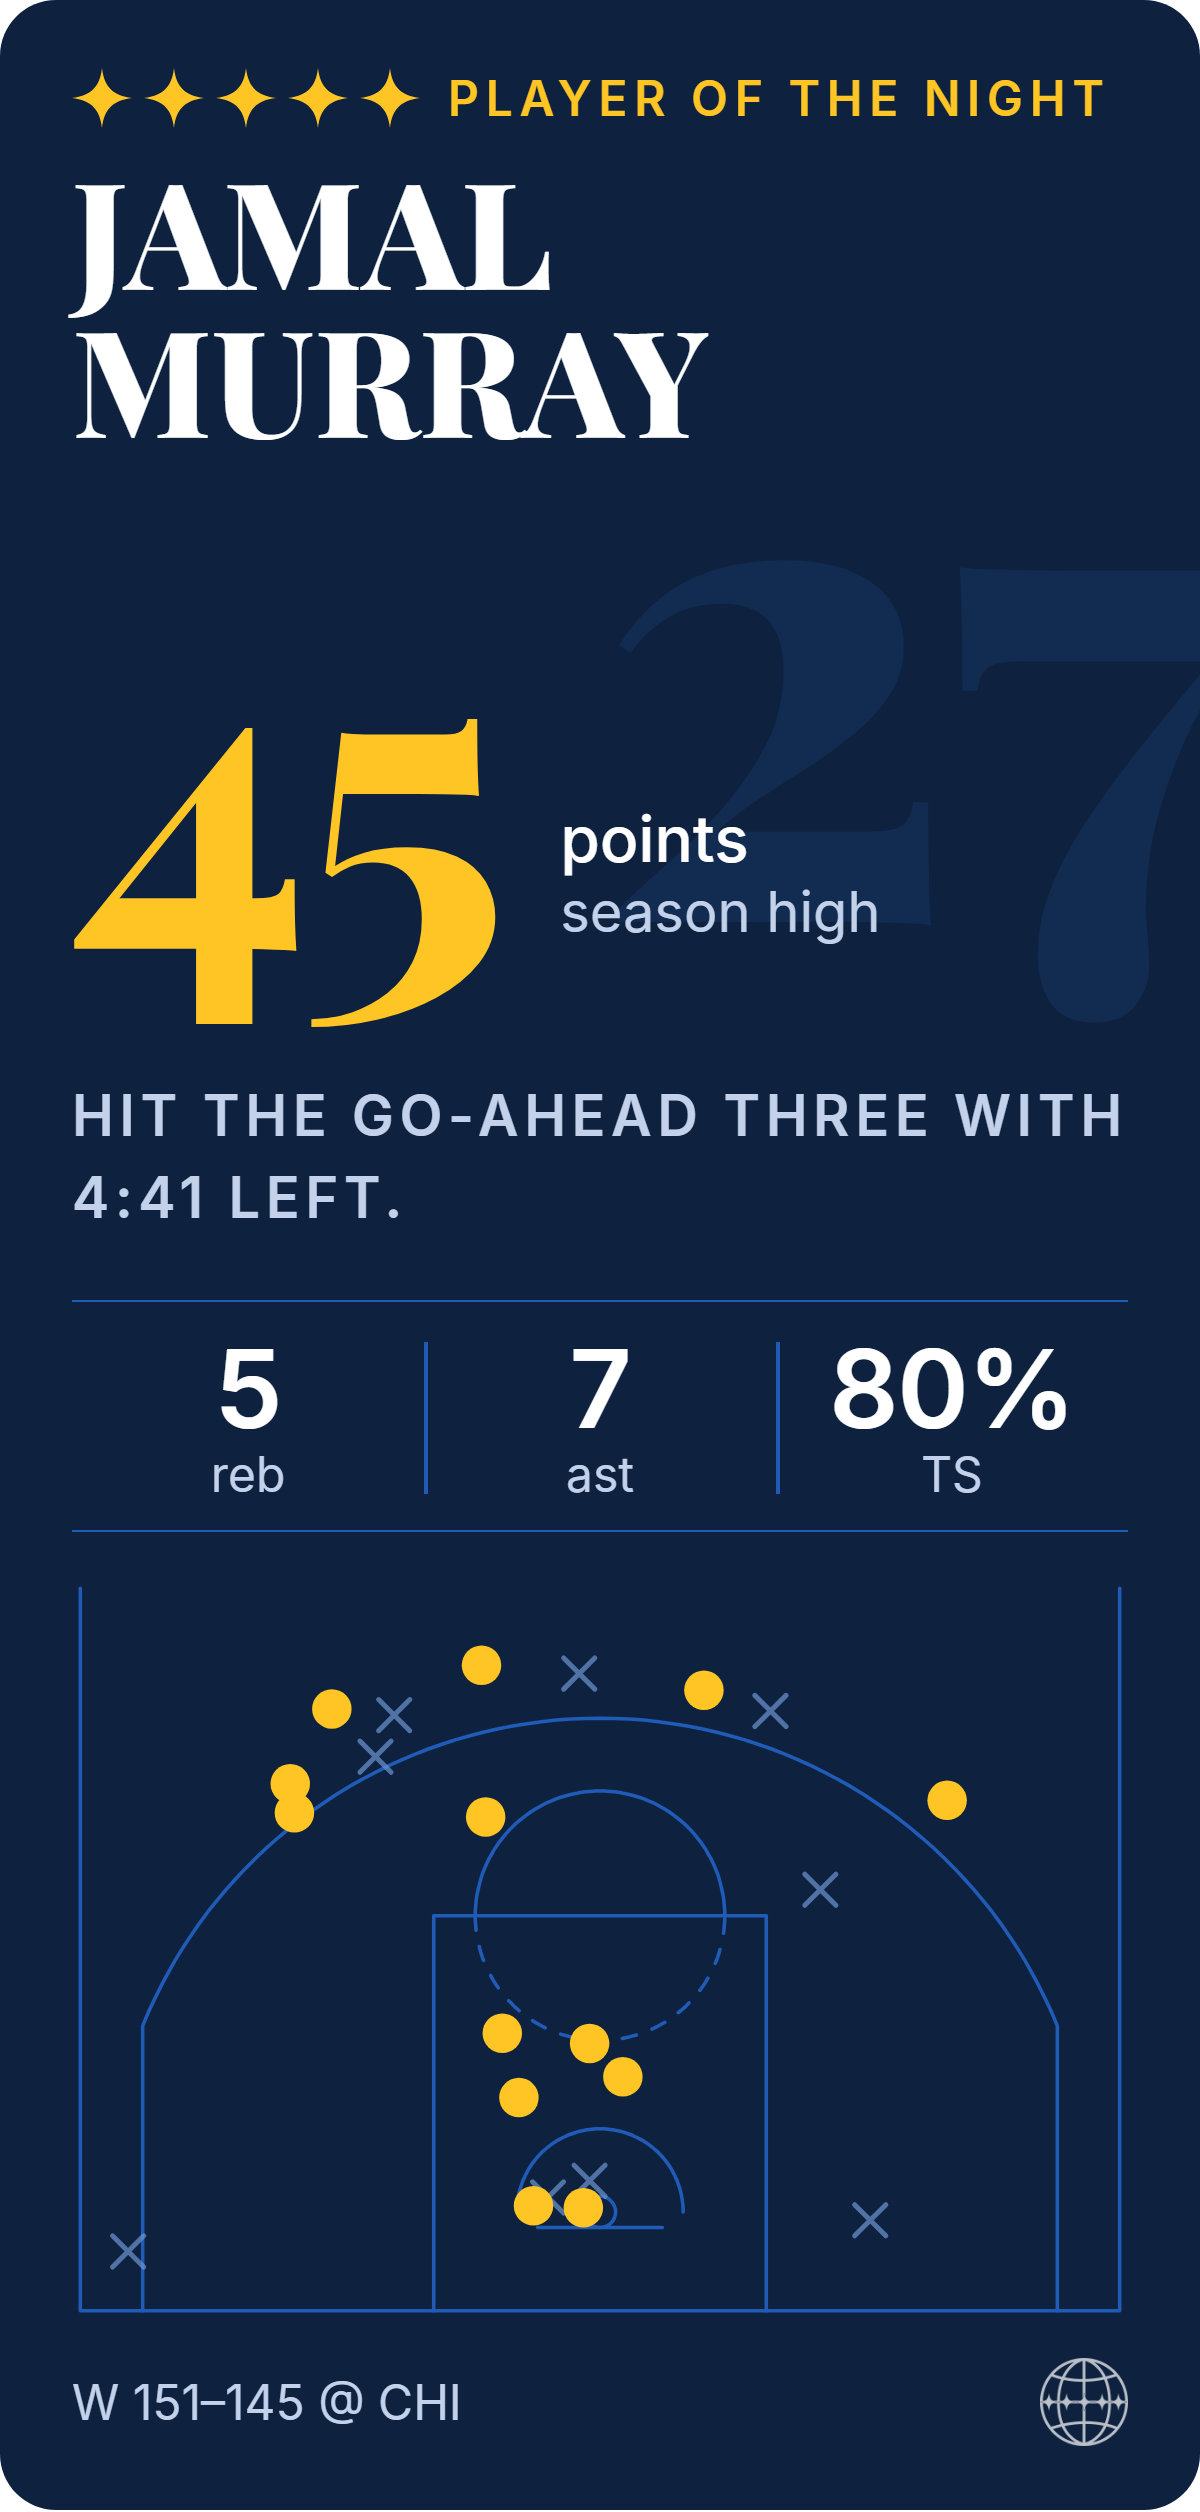 PLAYER OF THE NIGHT
JAMAL
MURRAY
27
45
points
season high
HIT THE GO-AHEAD THREE WITH
4:41 LEFT.
5 7 80%
reb ast TS
W 151–145 @ CHI